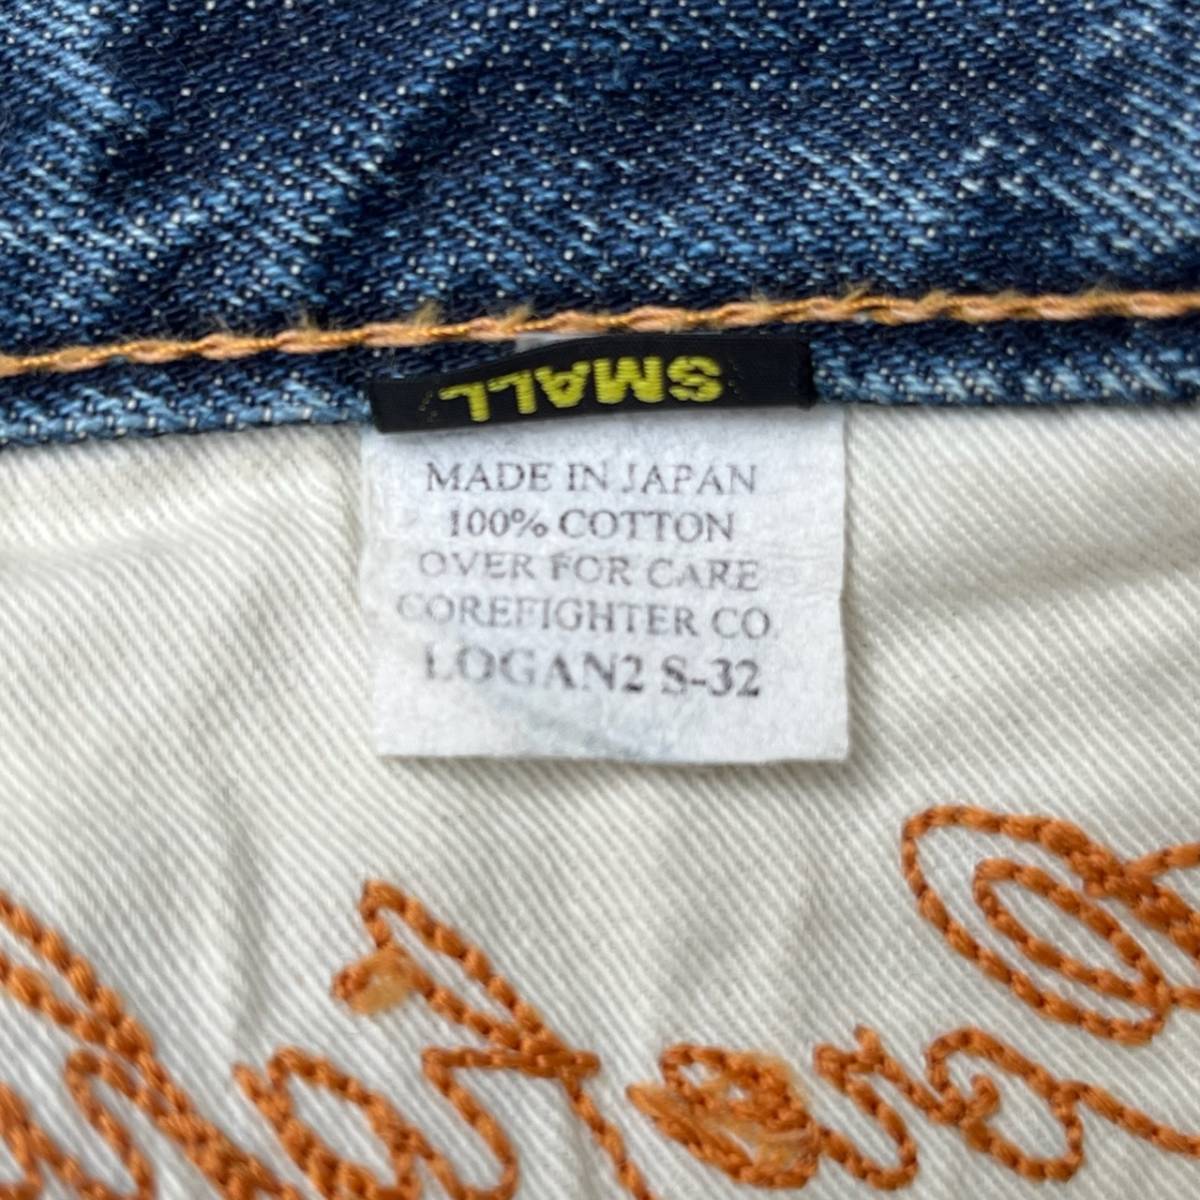 SMALL
MADE IN JAPAN
100% COTTON
OVER FOR CARE
COREFIGHTER CO.
LOGAN2 S-32